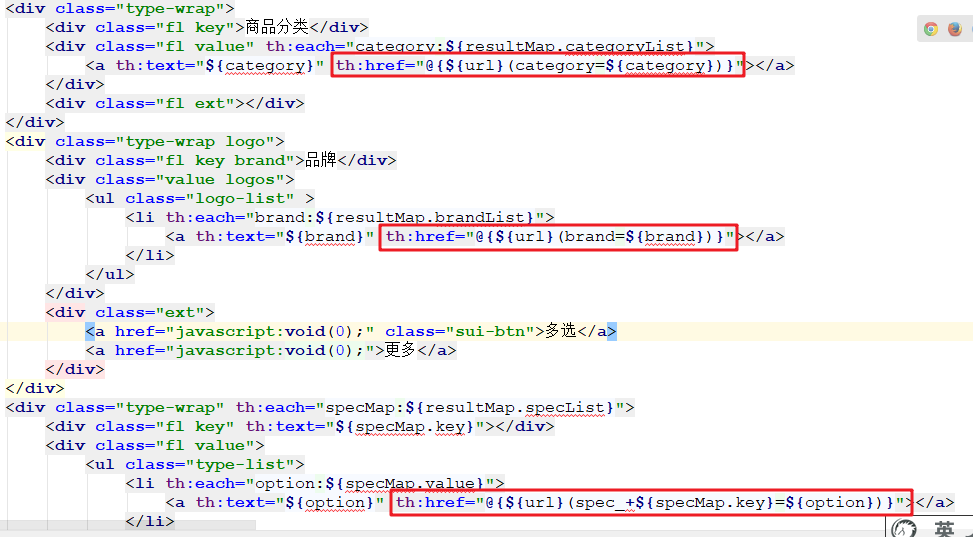 <div class="type-wrap">
<div class="fl key">商品分类</div>
<div class="fl value" th:each="category:${resultMap.categoryList}">
<a th:text="${category}" th:href="@{${url}(category=${category})}"></a>
</div>
<div class="fl ext"></div>
</div>
<div class="type-wrap logo">
<div class="fl key brand">品牌</div>
<div class="value logos">
<ul class="logo-list" >
<li th:each="brand:${resultMap.brandList}">
<a th:text="${brand}" th:href="@{${url}(brand=${brand})}"></a>
</li>
</ul>
</div>
<div class="ext">
<a href="javascript:void(0);" class="sui-btn">多选</a>
<a href="javascript:void(0);">更多</a>
</div>
</div>
<div class="type-wrap" th:each="specMap:${resultMap.specList}">
<div class="fl key" th:text="${specMap.key}"></div>
<div class="fl value">
<ul class="type-list">
<li th:each="option:${specMap.value}">
<a th:text="${option}" th:href="@{${url}(spec_+${specMap.key}=${option})}"></a>
</li>
英